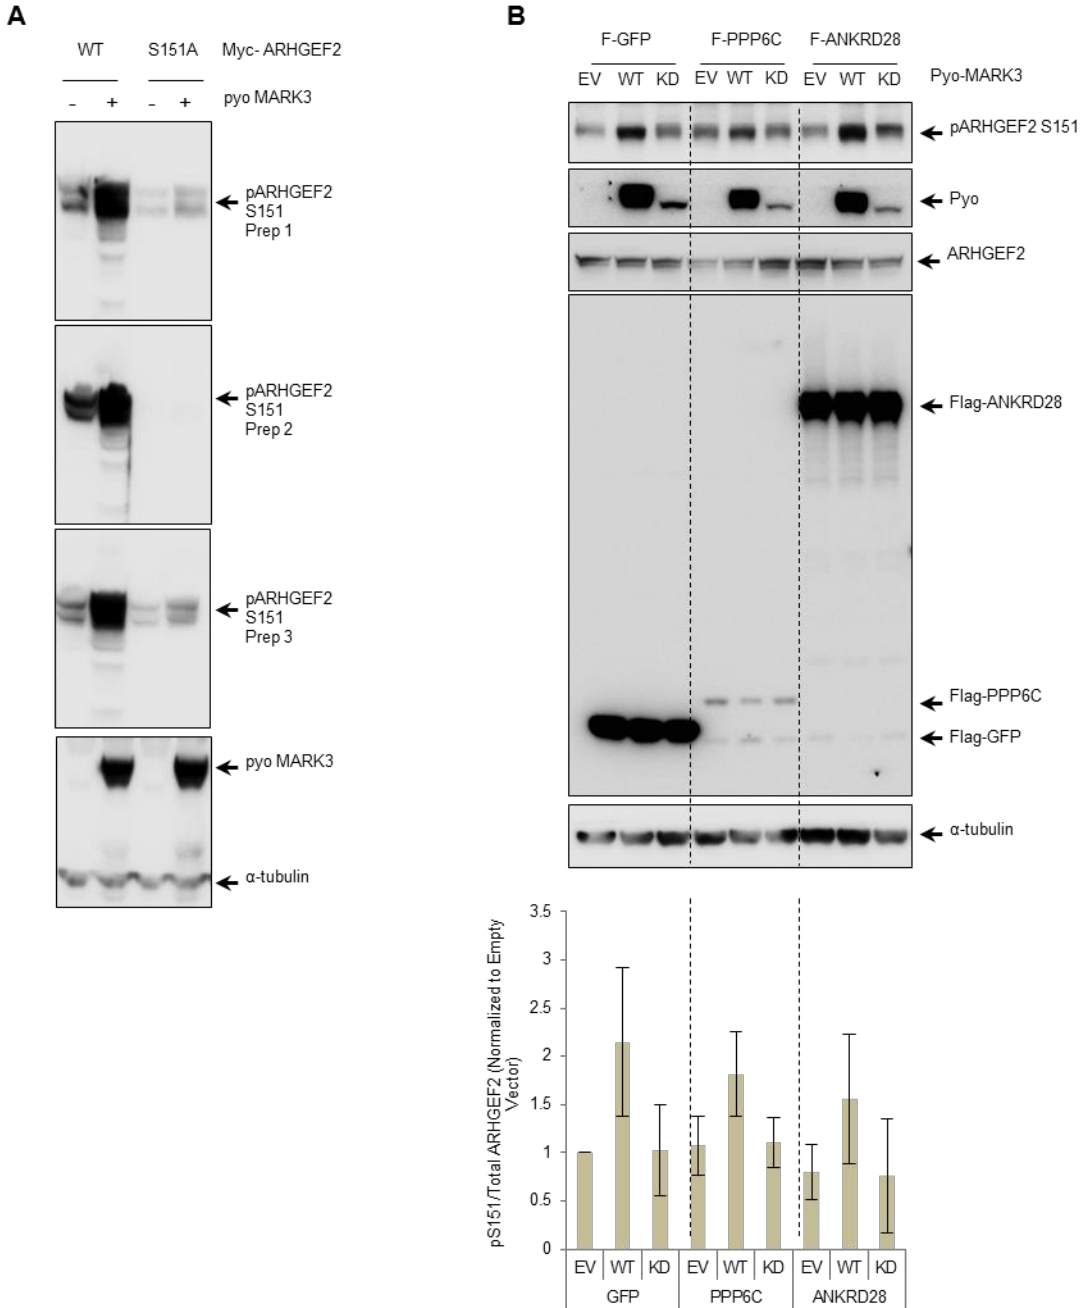 A
WT S151A Myc- ARHGEF2
- + - + pyo MARK3
pARHGEF2
S151
Prep 1
pARHGEF2
S151
Prep 2
pARHGEF2
S151
Prep 3
pyo MARK3
α-tubulin
B
F-GFP F-PPP6C F-ANKRD28
EV WT KD EV WT KD EV WT KD Pyo-MARK3
pARHGEF2 S151
Pyo
ARHGEF2
Flag-ANKRD28
Flag-PPP6C
Flag-GFP
α-tubulin
pS151/Total ARHGEF2 (Normalized to Empty
Vector)
3.5
3
2.5
2
1.5
1
0.5
0
EV WT KD EV WT KD EV WT KD
GFP PPP6C ANKRD28